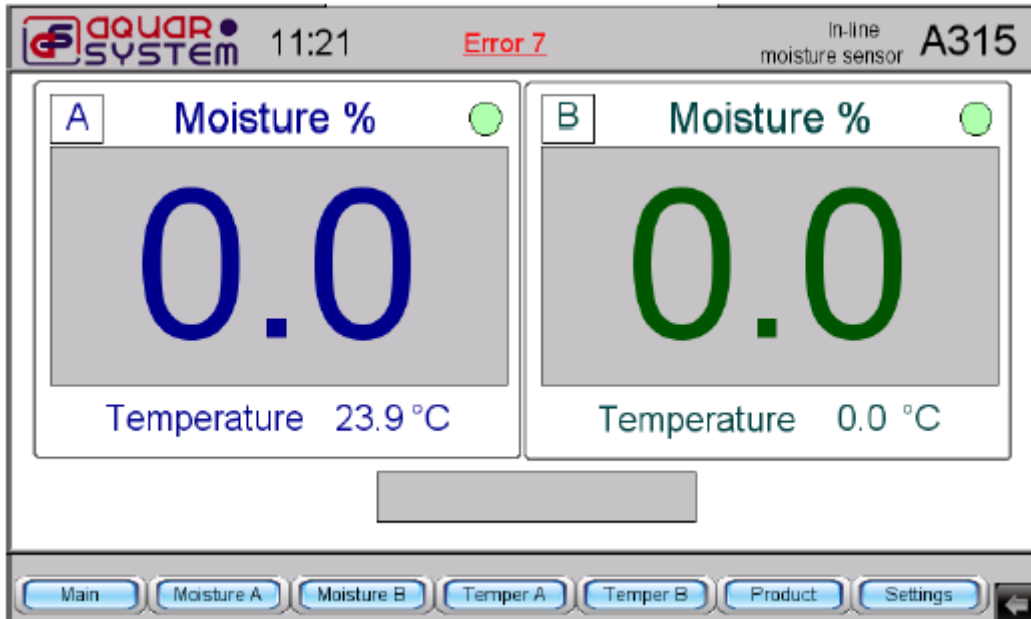 aQUaR
SYSTEM
11:21
Error 7
In-line
moisture sensor
A315
A
Moisture %
0.0
Temperature 23.9 °C
B
Moisture %
0.0
Temperature 0.0 °C
Main
Moisture A
Moisture B
Temper A
Temper B
Product
Settings